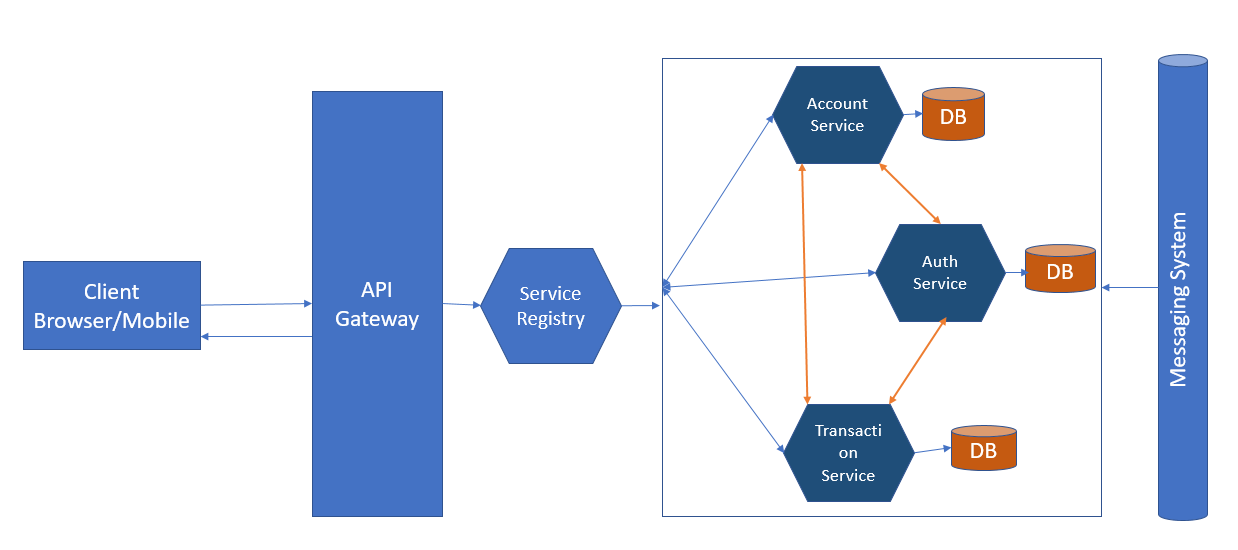 Client
Browser/Mobile
API
Gateway
Service
Registry
Account
Service
DB
Auth
Service
DB
Transacti
on
Service
DB
Messaging System